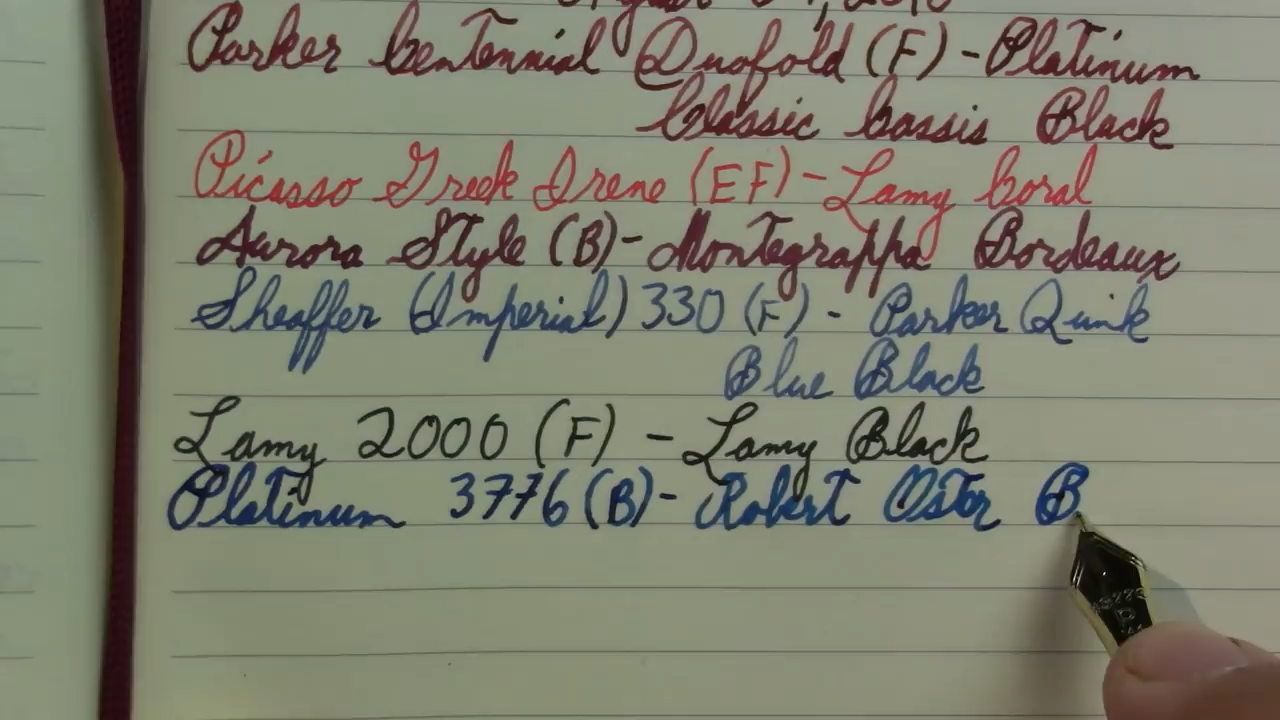 Parker Centennial Duofold (F) - Platinum
Classic Cassis Black
Picasso Greek Irene (EF) - Lamy Coral
Aurora Style (B) - Montegrappa Bordeaux
Sheaffer (Imperial) 330 (F) - Parker Quink
Blue Black
Lamy 2000 (F) - Lamy Black
Platinum 3776 (B) - Robert Oster B